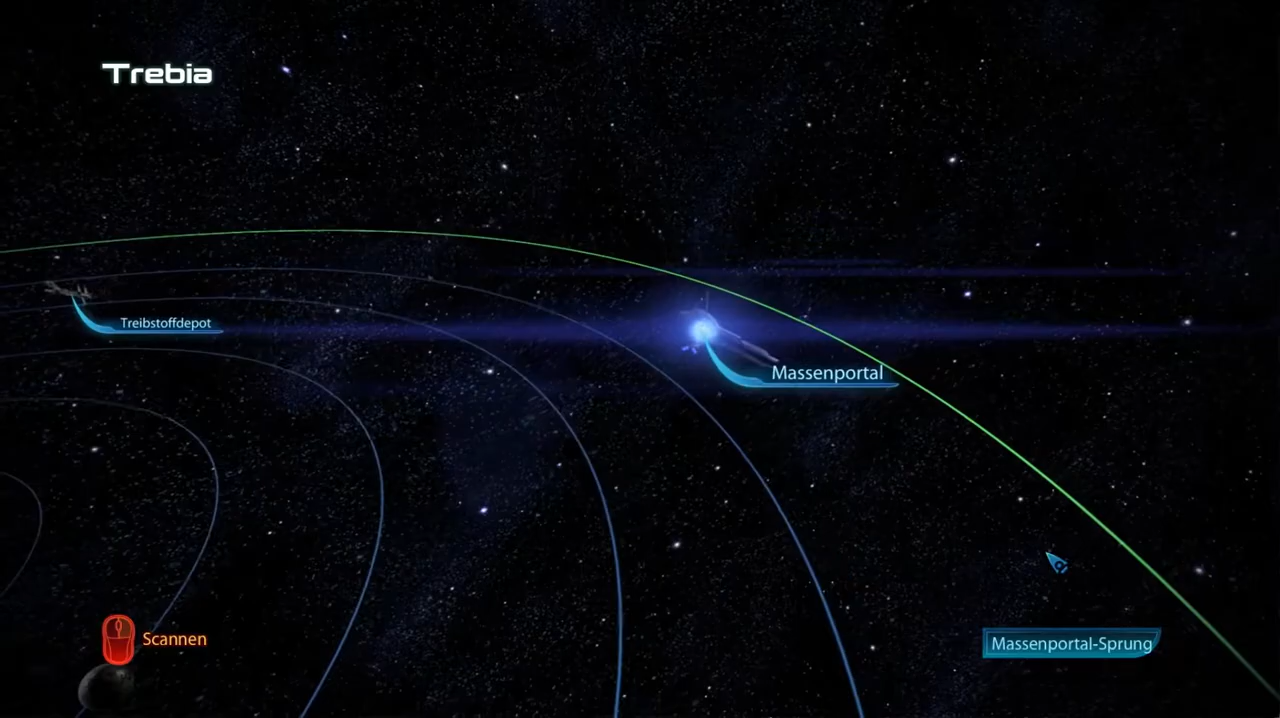 Trebia
Treibstoffdepot
Massenportal
Scannen
Massenportal-Sprung